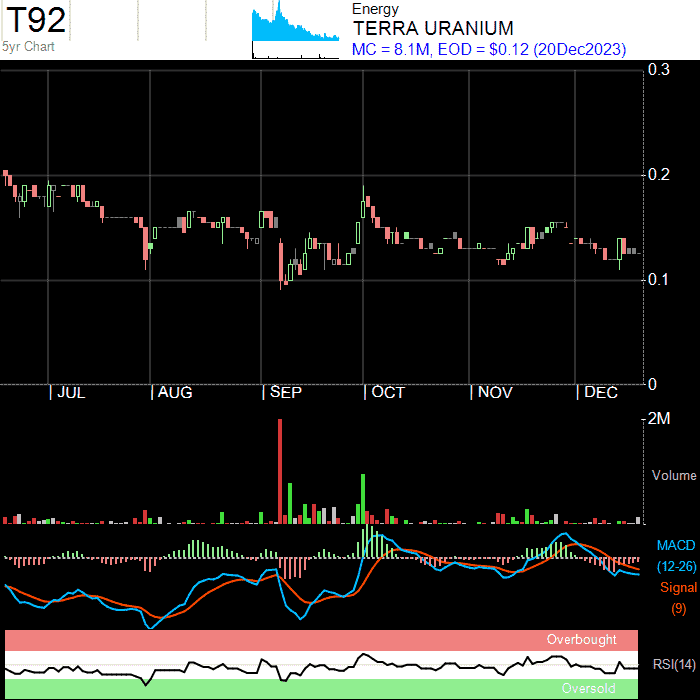 T92
5yr Chart
Energy
TERRA URANIUM
MC = 8.1M, EOD = $0.12 (20Dec2023)
0.3
0.2
0.1
0
| JUL | AUG | SEP | OCT | NOV | DEC
2M
Volume
MACD
(12-26)
Signal
(9)
Overbought
RSI(14)
Oversold